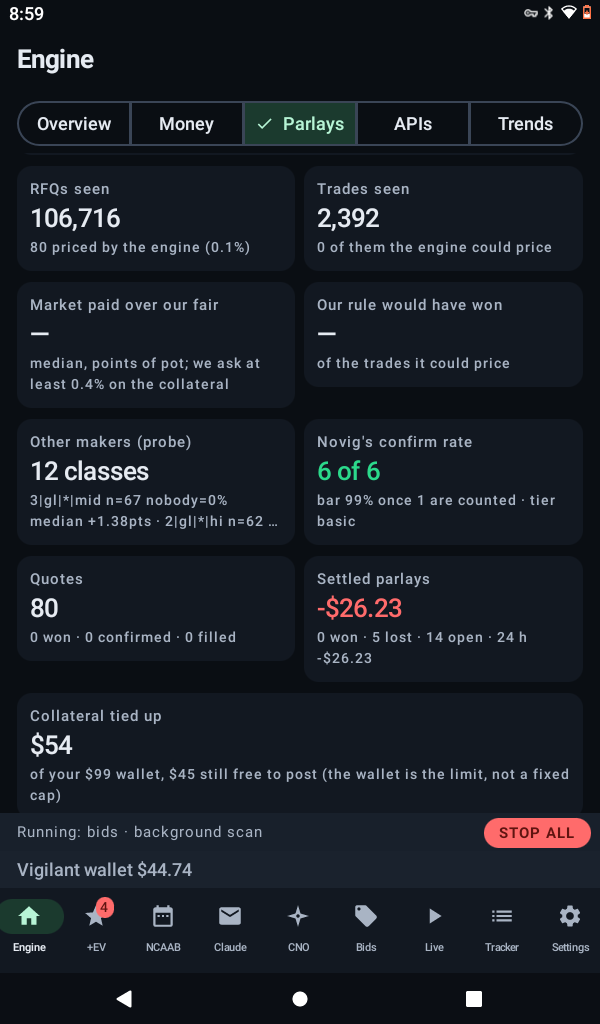 8:59
Engine
Overview
Money
Parlays
APIs
Trends
RFQs seen
106,716
80 priced by the engine (0.1%)
Trades seen
2,392
0 of them the engine could price
Market paid over our fair
—
median, points of pot; we ask at
least 0.4% on the collateral
Our rule would have won
—
of the trades it could price
Other makers (probe)
12 classes
3|gl|*|mid n=67 nobody=0%
median +1.38pts · 2|gl|*|hi n=62 …
Novig's confirm rate
6 of 6
bar 99% once 1 are counted · tier
basic
Quotes
80
0 won · 0 confirmed · 0 filled
Settled parlays
-$26.23
0 won · 5 lost · 14 open · 24 h
-$26.23
Collateral tied up
$54
of your $99 wallet, $45 still free to post (the wallet is the limit, not a fixed
cap)
Running: bids · background scan
STOP ALL
Vigilant wallet $44.74
4
Engine
+EV
NCAAB
Claude
CNO
Bids
Live
Tracker
Settings